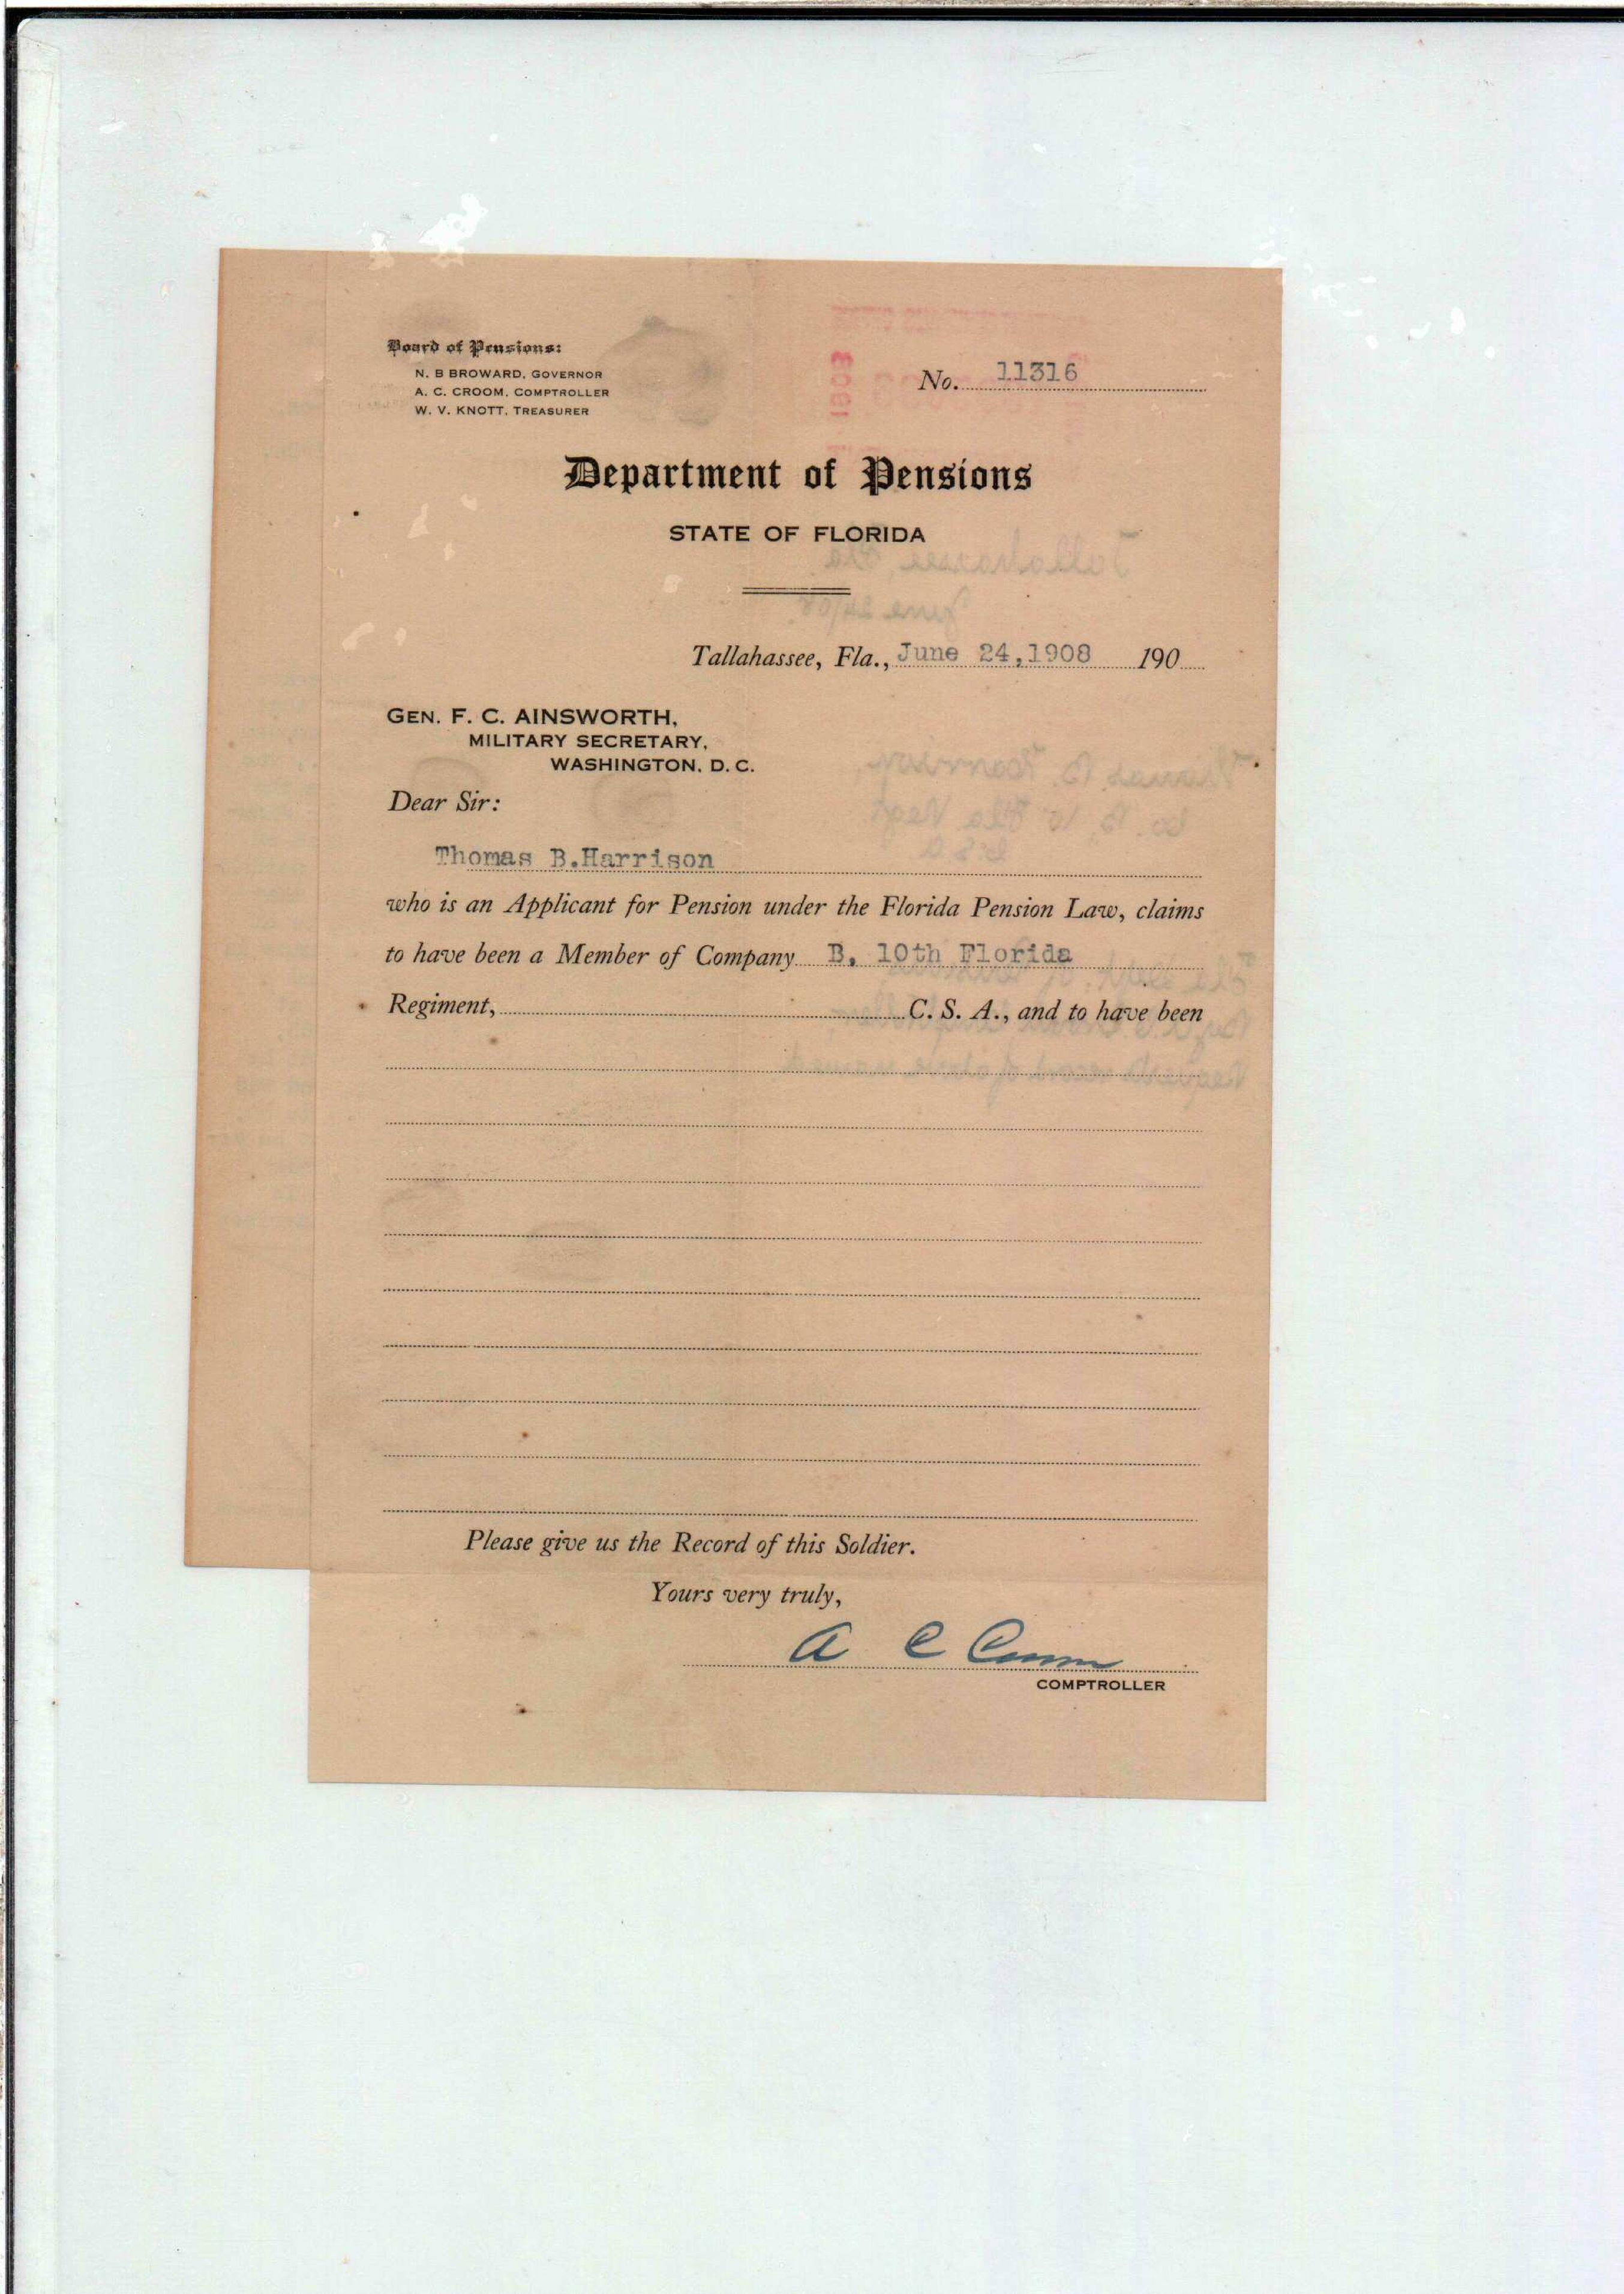 Board of Pensions:
N. B BROWARD, GOVERNOR
A. C. CROOM, COMPTROLLER
W. V. KNOTT, TREASURER
No. 11316
Department of Pensions
STATE OF FLORIDA
Tallahassee, Fla., June 24,1908 190
GEN. F. C. AINSWORTH,
MILITARY SECRETARY,
WASHINGTON, D. C.
Dear Sir:
Thomas B.Harrison
who is an Applicant for Pension under the Florida Pension Law, claims
to have been a Member of Company B, 10th Florida
Regiment, C. S. A., and to have been
Please give us the Record of this Soldier.
Yours very truly,
A C Croom
COMPTROLLER